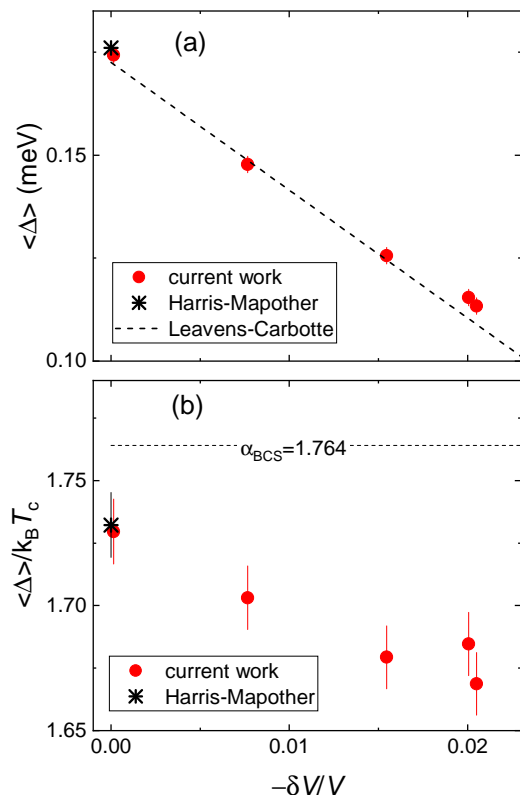 (a)
<Δ> (meV)
0.15
0.10
current work
Harris-Mapother
Leavens-Carbotte
(b)
α_BCS=1.764
<Δ>/k_B T_c
1.75
1.70
1.65
current work
Harris-Mapother
0.00 0.01 0.02
−δV/V